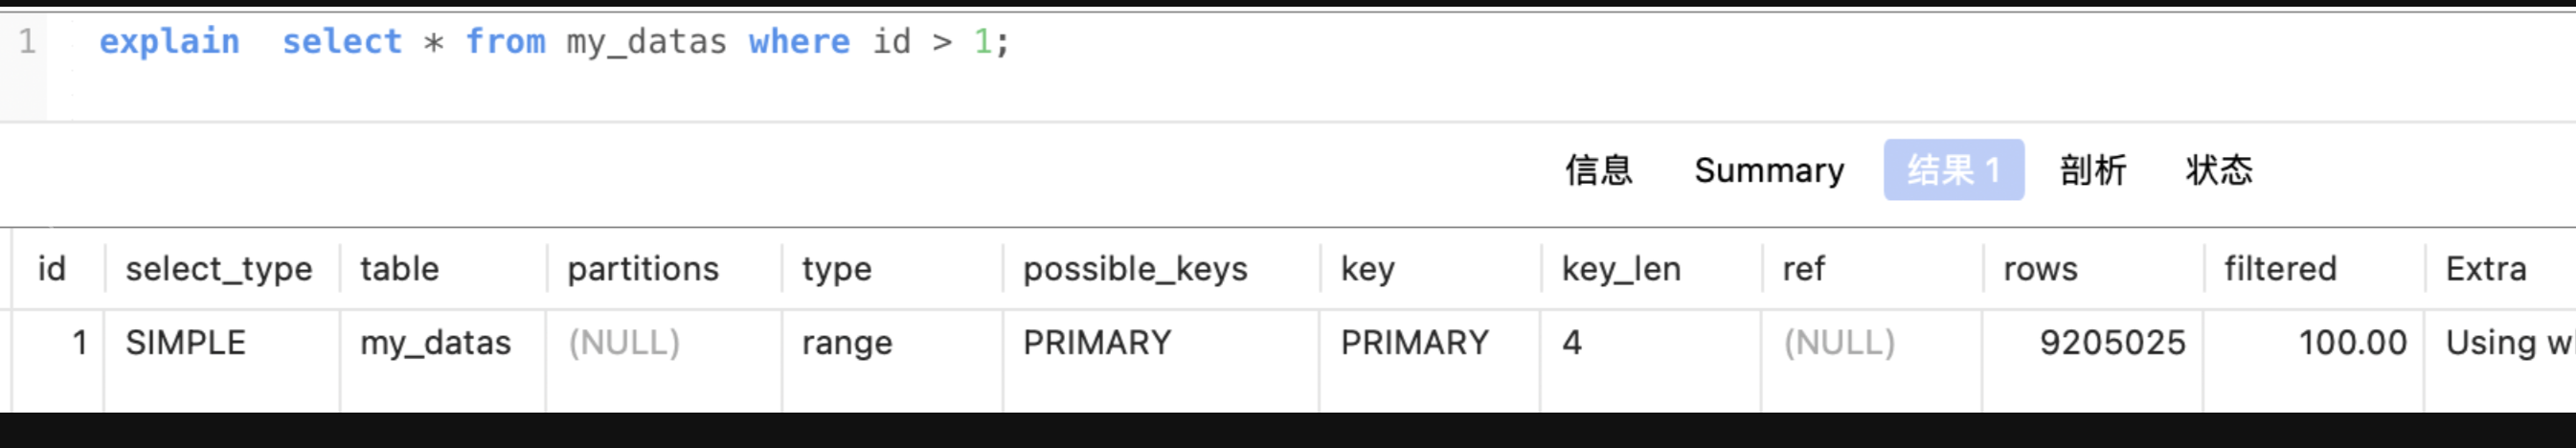 1 explain select * from my_datas where id > 1;
信息 Summary 结果 1 剖析 状态
id select_type table partitions type possible_keys key key_len ref rows filtered Extra
1 SIMPLE my_datas (NULL) range PRIMARY PRIMARY 4 (NULL) 9205025 100.00 Using